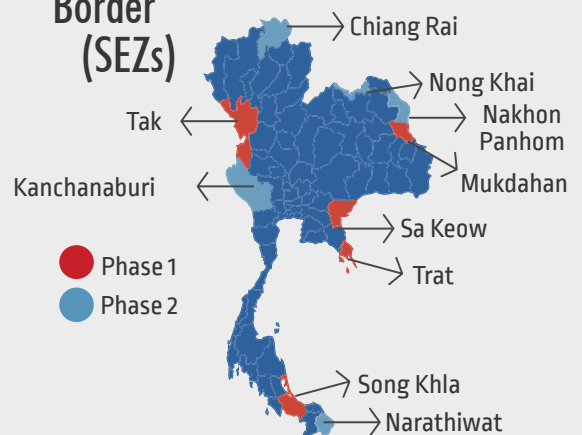 Border
(SEZs)
Chiang Rai
Nong Khai
Tak
Nakhon
Panhom
Mukdahan
Kanchanaburi
Sa Keow
Phase 1
Trat
Phase 2
Song Khla
Narathiwat